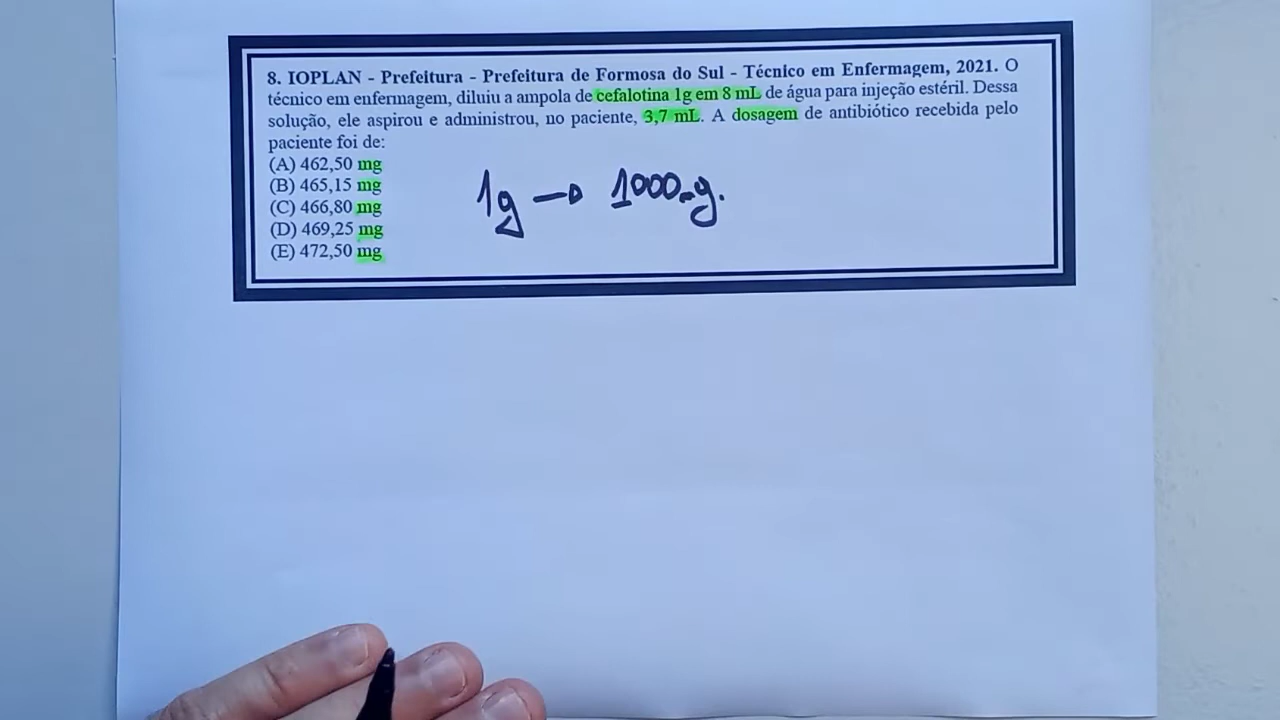 8. IOPLAN - Prefeitura - Prefeitura de Formosa do Sul - Técnico em Enfermagem, 2021. O
técnico em enfermagem, diluiu a ampola de cefalotina 1g em 8 mL de água para injeção estéril. Dessa
solução, ele aspirou e administrou, no paciente, 3,7 mL. A dosagem de antibiótico recebida pelo
paciente foi de:
(A) 462,50 mg
(B) 465,15 mg
(C) 466,80 mg
(D) 469,25 mg
(E) 472,50 mg
1g → 1000mg.